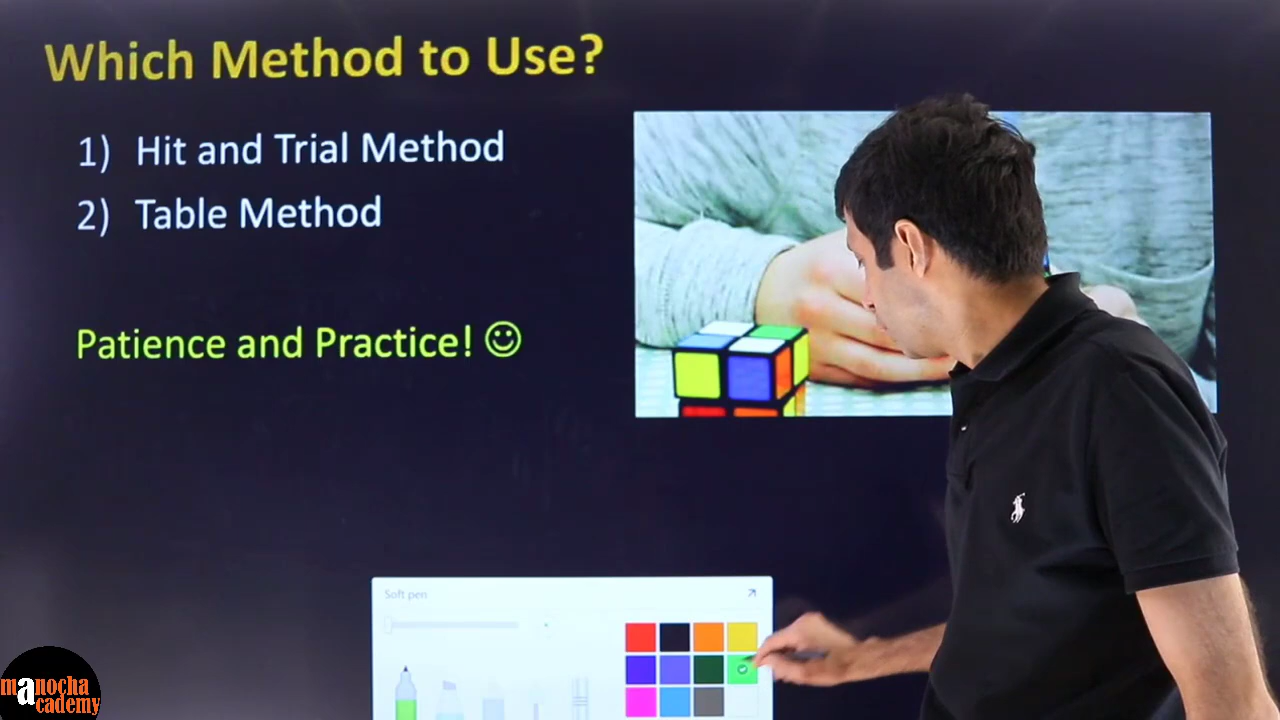 Which Method to Use?
1) Hit and Trial Method
2) Table Method
Patience and Practice! ☺
Soft pen
manocha
academy